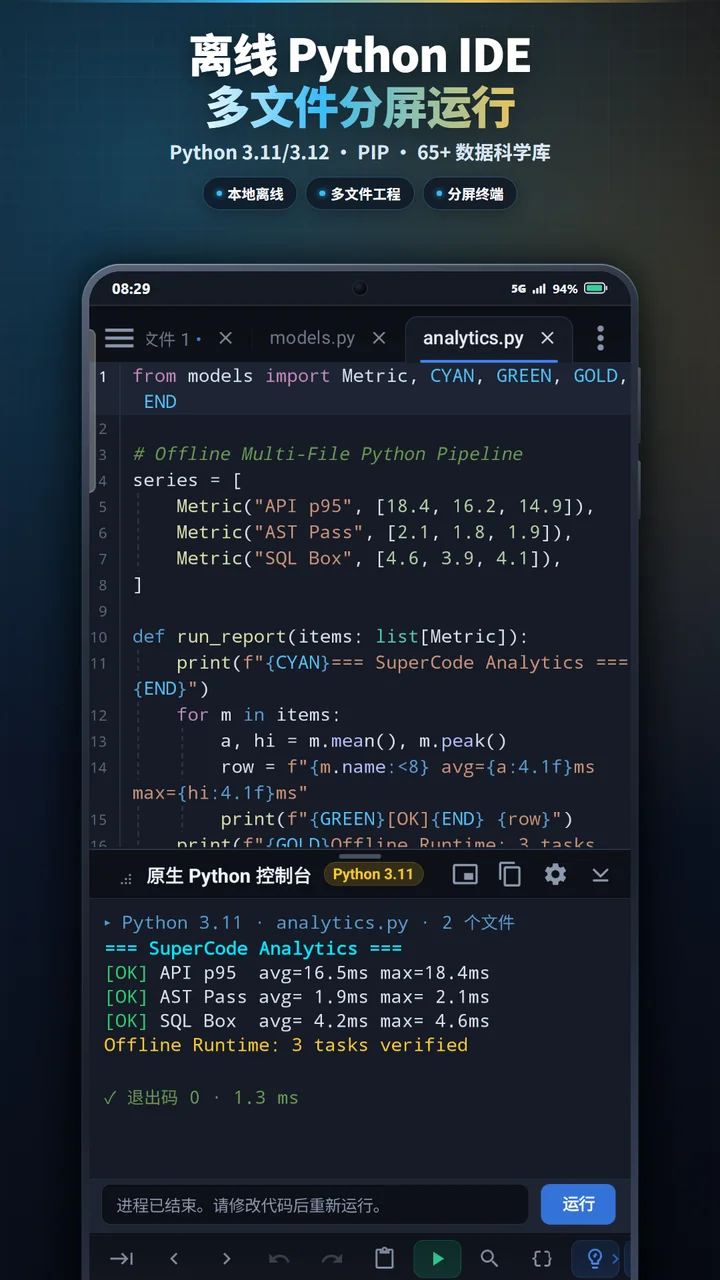 离线 Python IDE
多文件分屏运行
Python 3.11/3.12 • PIP • 65+ 数据科学库
本地离线 多文件工程 分屏终端
08:29 5G 94%
文件 1 • × models.py × analytics.py ×
1 from models import Metric, CYAN, GREEN, GOLD,
END
2
3 # Offline Multi-File Python Pipeline
4 series = [
5 Metric("API p95", [18.4, 16.2, 14.9]),
6 Metric("AST Pass", [2.1, 1.8, 1.9]),
7 Metric("SQL Box", [4.6, 3.9, 4.1]),
8 ]
9
10 def run_report(items: list[Metric]):
11 print(f"{CYAN}=== SuperCode Analytics ===
{END}")
12 for m in items:
13 a, hi = m.mean(), m.peak()
14 row = f"{m.name:<8} avg={a:4.1f}ms
max={hi:4.1f}ms"
15 print(f"{GREEN}[OK]{END} {row}")
16 print(f"{GOLD}Offline Runtime: 3 tasks
原生 Python 控制台 Python 3.11
▸ Python 3.11 · analytics.py · 2 个文件
=== SuperCode Analytics ===
[OK] API p95 avg=16.5ms max=18.4ms
[OK] AST Pass avg= 1.9ms max= 2.1ms
[OK] SQL Box avg= 4.2ms max= 4.6ms
Offline Runtime: 3 tasks verified
✓ 退出码 0 · 1.3 ms
进程已结束。请修改代码后重新运行。 运行